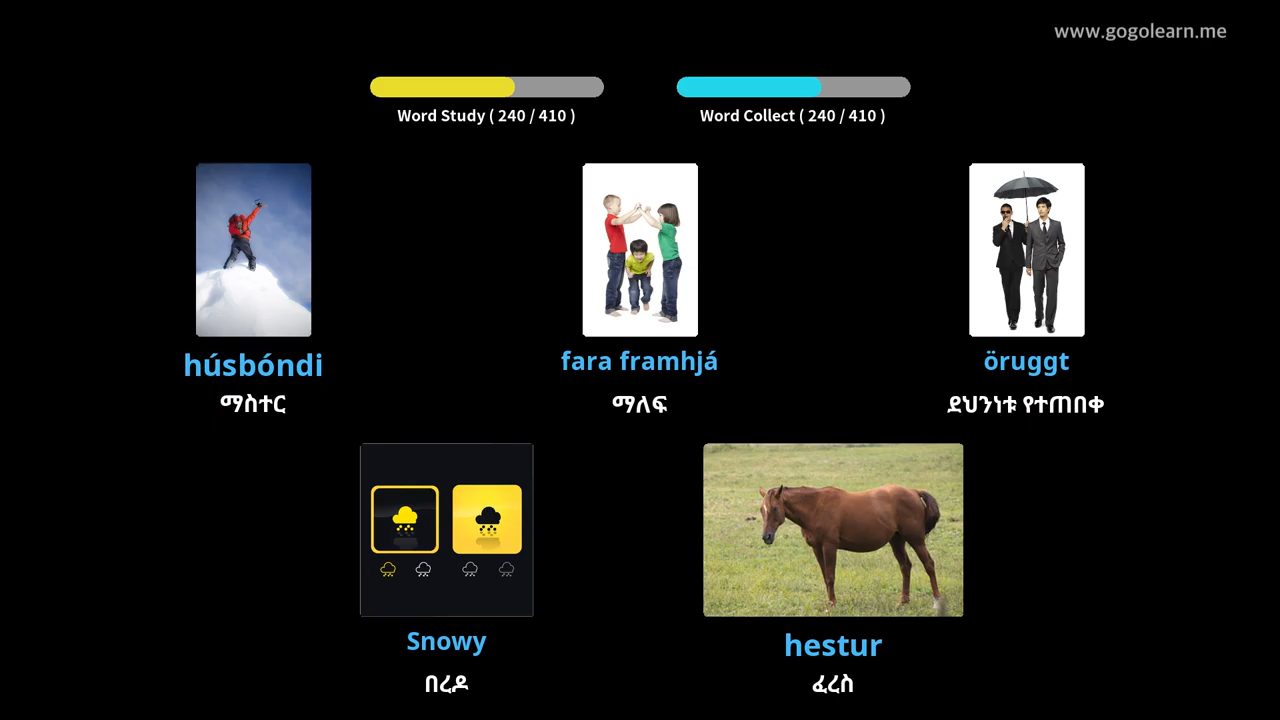 www.gogolearn.me
Word Study ( 240 / 410 )
Word Collect ( 240 / 410 )
húsbóndi
ማስተር
fara framhjá
ማለፍ
öruggt
ደህንነቱ የተጠበቀ
Snowy
በረዶ
hestur
ፈረስ